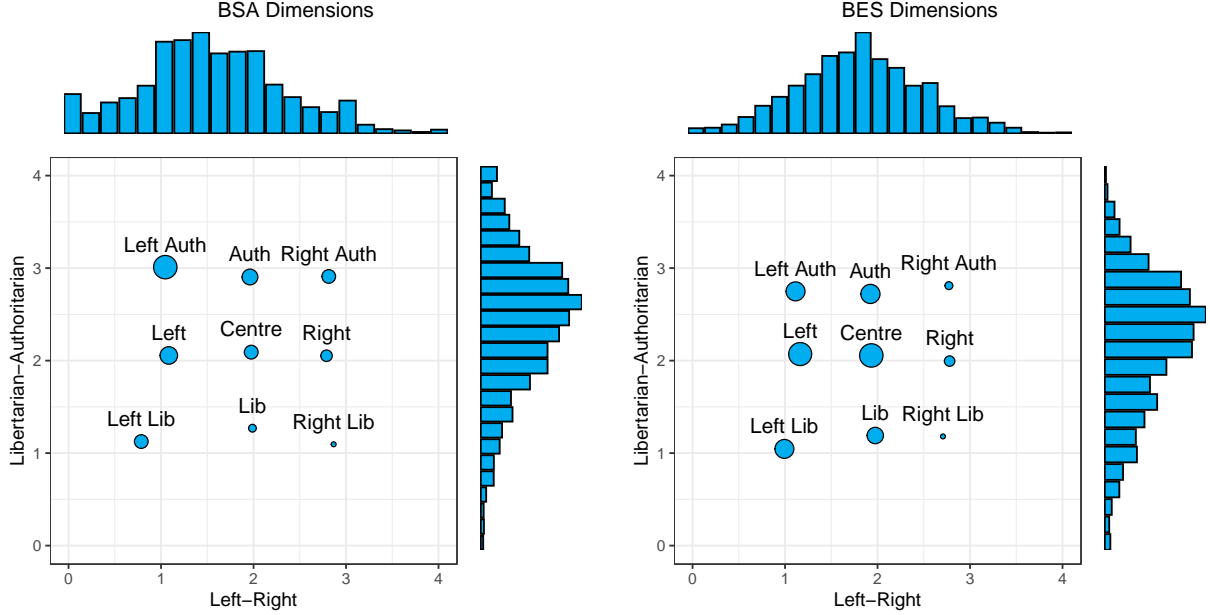 BSA Dimensions
4
3
2
1
0
Left Auth
Auth
Right Auth
Left
Centre
Right
Left Lib
Lib
Right Lib
0 1 2 3 4
Left−Right
Libertarian−Authoritarian
BES Dimensions
4
3
2
1
0
Left Auth
Auth
Right Auth
Left
Centre
Right
Left Lib
Lib
Right Lib
0 1 2 3 4
Left−Right
Libertarian−Authoritarian